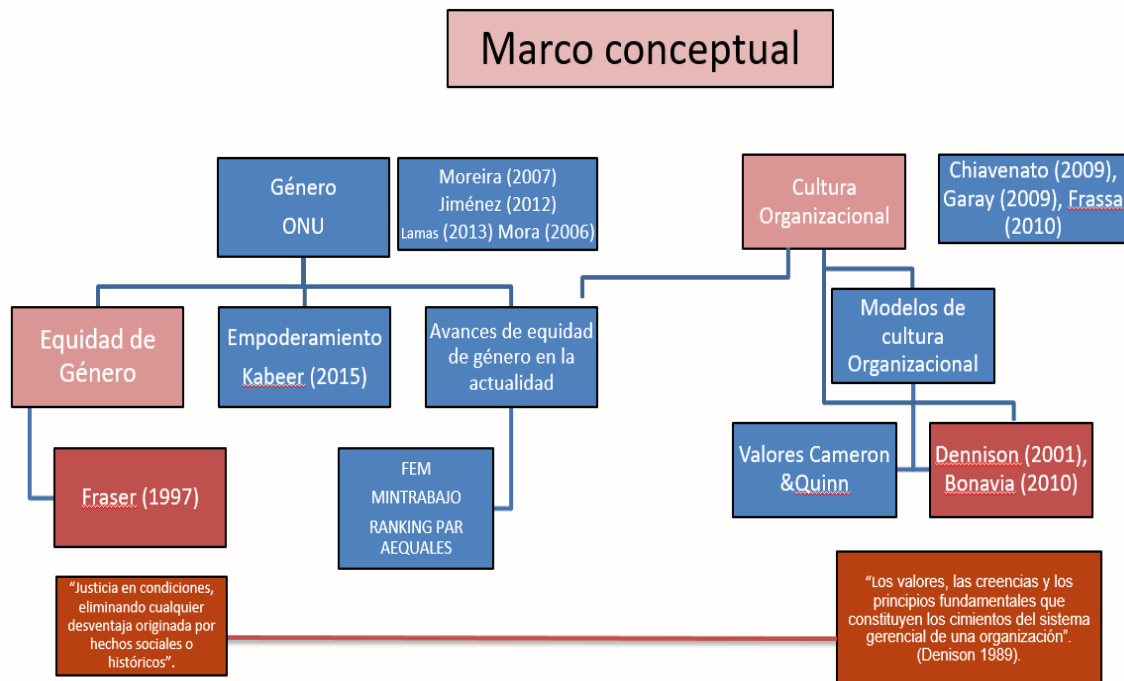 Marco conceptual
Género
ONU
Moreira (2007)
Jiménez (2012)
Lamas (2013) Mora (2006)
Cultura
Organizacional
Chiavenato (2009),
Garay (2009), Frassa
(2010)
Equidad de
Género
Empoderamiento
Kabeer (2015)
Avances de equidad
de género en la
actualidad
Modelos de
cultura
Organizacional
Fraser (1997)
FEM
MINTRABAJO
RANKING PAR
AEQUALES
Valores Cameron
&Quinn
Dennison (2001),
Bonavia (2010)
“Justicia en condiciones,
eliminando cualquier
desventaja originada por
hechos sociales o
históricos”.
“Los valores, las creencias y los
principios fundamentales que
constituyen los cimientos del sistema
gerencial de una organización”.
(Denison 1989).